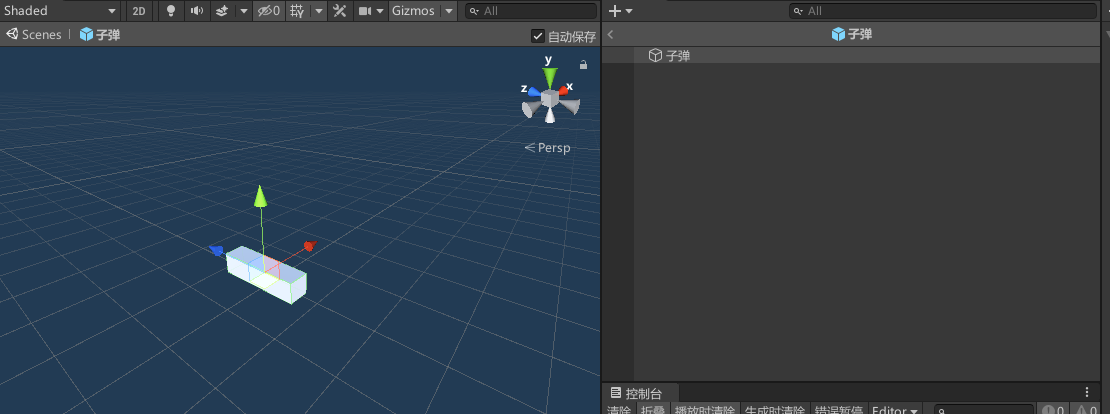 Shaded 2D 0 Gizmos All
Scenes | 子弹 自动保存
y
z x
Persp
All
子弹
子弹
控制台
清除 折叠 播放时清除 生成时清除 错误暂停 Editor 0 0